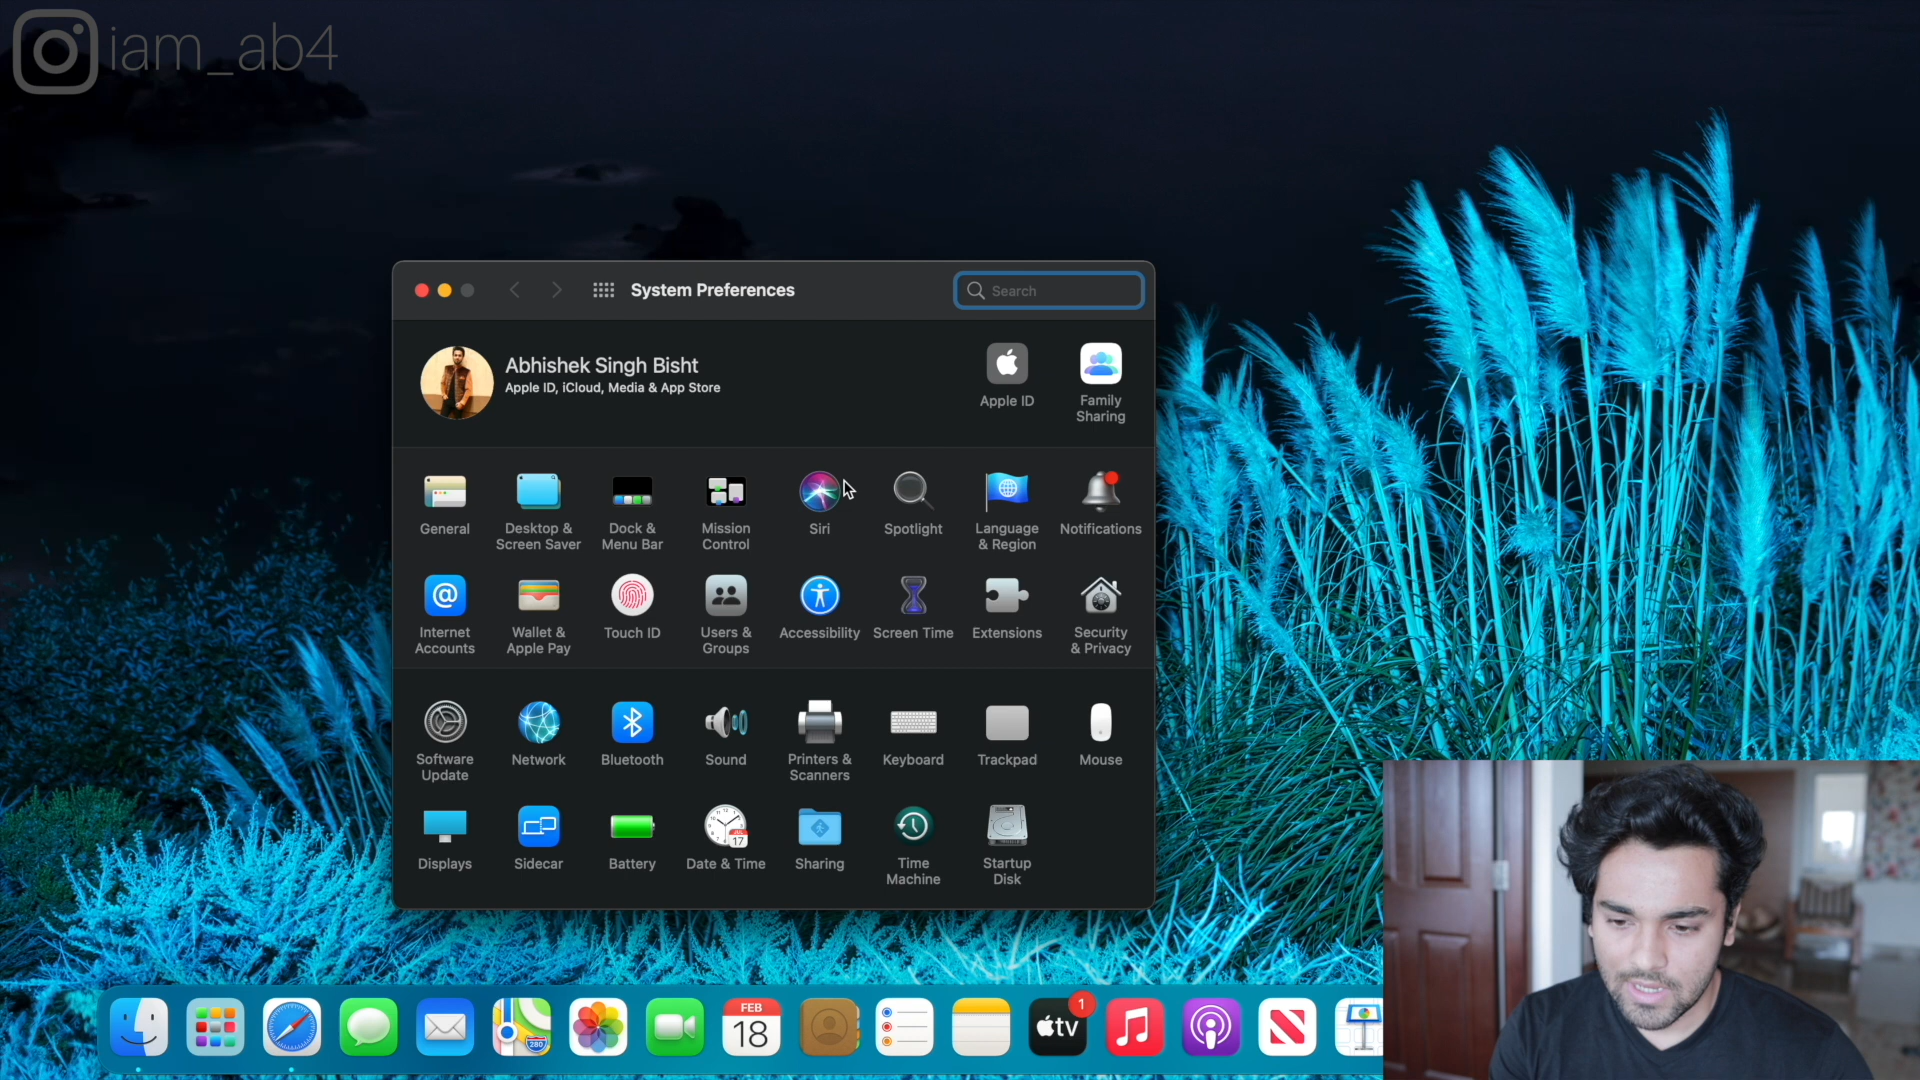 iam_ab4
System Preferences
Search
Abhishek Singh Bisht
Apple ID, iCloud, Media & App Store
Apple ID
Family
Sharing
General
Desktop &
Screen Saver
Dock &
Menu Bar
Mission
Control
Siri
Spotlight
Language
& Region
Notifications
@
Internet
Accounts
Wallet &
Apple Pay
Touch ID
Users &
Groups
Accessibility
Screen Time
Extensions
Security
& Privacy
Software
Update
Network
Bluetooth
Sound
Printers &
Scanners
Keyboard
Trackpad
Mouse
Displays
Sidecar
Battery
17
Date & Time
Sharing
Time
Machine
Startup
Disk
280
FEB
18
tv
1
N